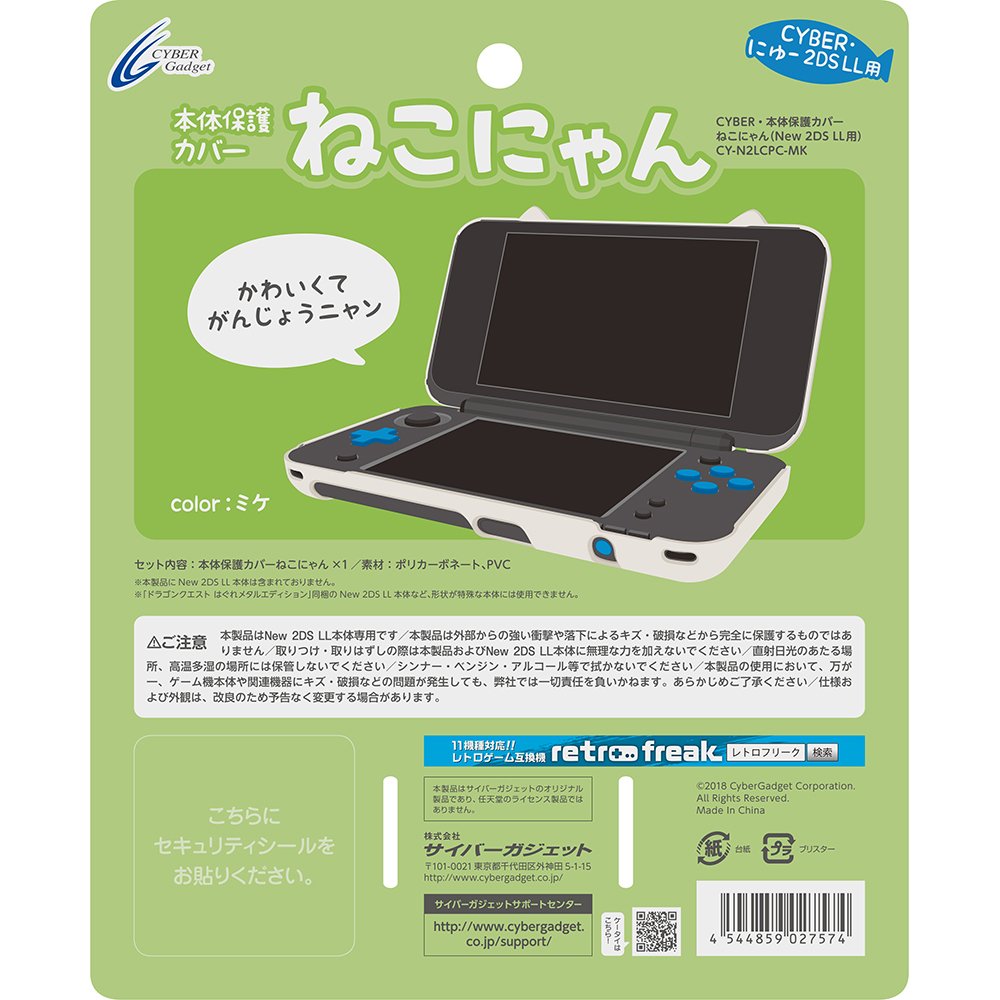 CYBER
Gadget
CYBER・
にゅー2DS LL用
本体保護
カバー
ねこにゃん
CYBER・本体保護カバー
ねこにゃん(New 2DS LL用)
CY-N2LCPC-MK
かわいくて
がんじょうニャン
color：ミケ
セット内容：本体保護カバーねこにゃん ×1／素材：ポリカーボネート、PVC
※本製品に New 2DS LL 本体は含まれておりません。
※「ドラゴンクエスト はぐれメタルエディション」同梱の New 2DS LL 本体など、形状が特殊な本体には使用できません。
⚠ご注意
本製品はNew 2DS LL本体専用です／本製品は外部からの強い衝撃や落下によるキズ・破損などから完全に保護するものではあ
りません／取りつけ・取りはずしの際は本製品およびNew 2DS LL本体に無理な力を加えないでください／直射日光のあたる場
所、高温多湿の場所には保管しないでください／シンナー・ベンジン・アルコール等で拭かないでください／本製品の使用において、万が
一、ゲーム機本体や関連機器にキズ・破損などの問題が発生しても、弊社では一切責任を負いかねます。あらかじめご了承ください／仕様お
よび外観は、改良のため予告なく変更する場合があります。
こちらに
セキュリティシールを
お貼りください。
11機種対応!!
レトロゲーム互換機
retro freak
レトロフリーク 検索
本製品はサイバーガジェットのオリジナル
製品であり、任天堂のライセンス製品では
ありません。
株式会社
サイバーガジェット
〒101-0021 東京都千代田区外神田 5-1-15
http://www.cybergadget.co.jp/
サイバーガジェットサポートセンター
http://www.cybergadget.
co.jp/support/
ケータイは
こちら！
©2018 CyberGadget Corporation.
All Rights Reserved.
Made In China
紙 台紙
プラ ブリスター
4 544859 027574